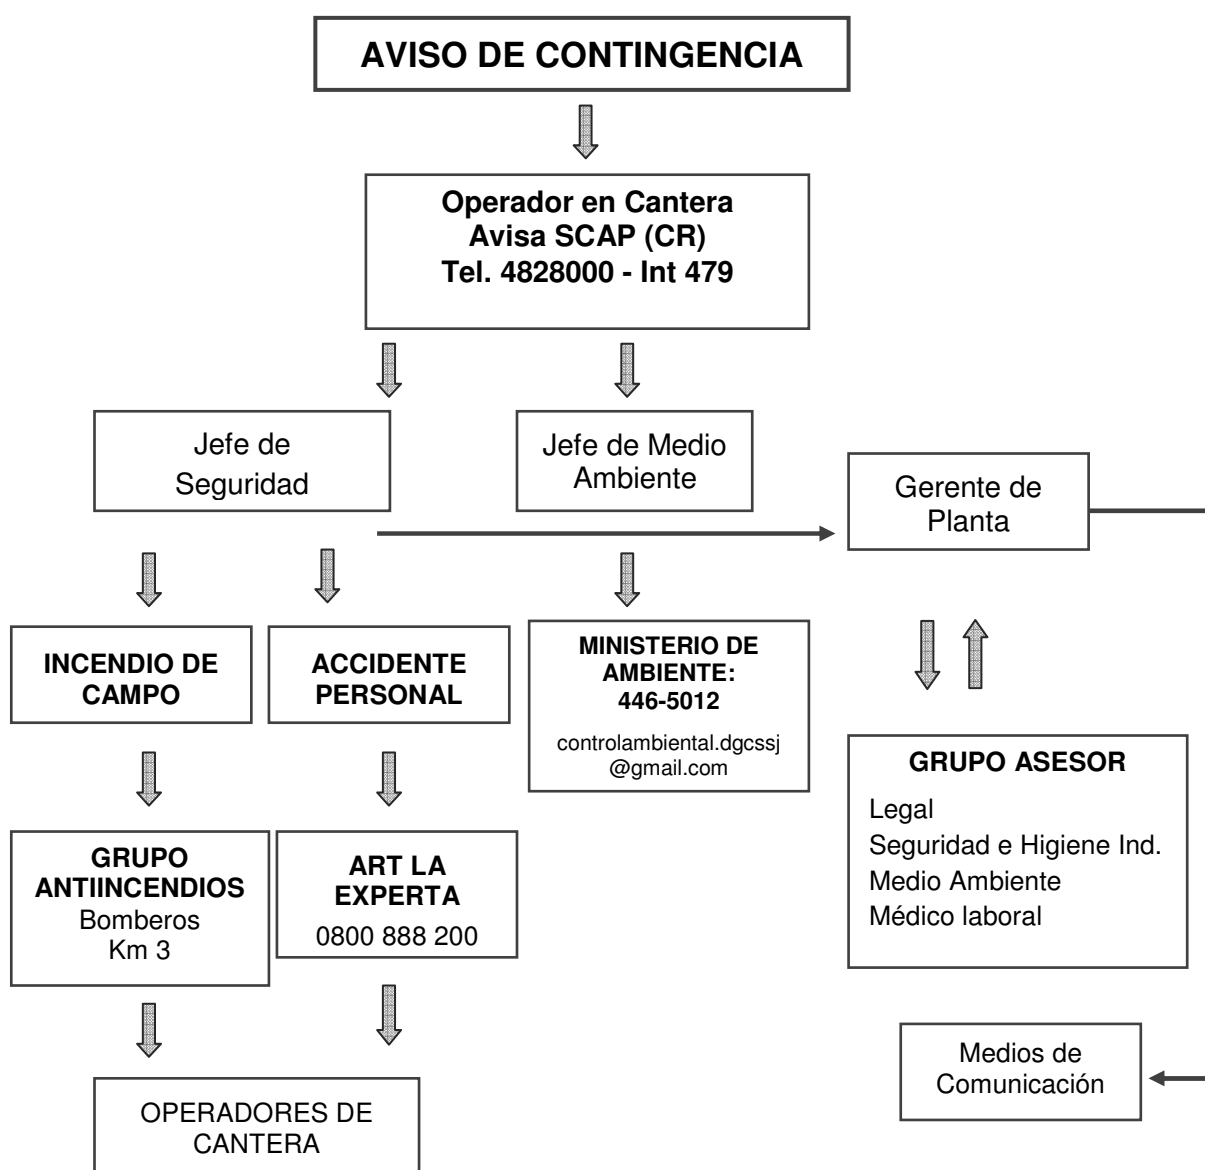 AVISO DE CONTINGENCIA
Operador en Cantera
Avisa SCAP (CR)
Tel. 4828000 - Int 479
Jefe de
Seguridad
Jefe de Medio
Ambiente
Gerente de
Planta
INCENDIO DE
CAMPO
ACCIDENTE
PERSONAL
MINISTERIO DE
AMBIENTE:
446-5012
controlambiental.dgcssj
@gmail.com
GRUPO
ANTIINCENDIOS
Bomberos
Km 3
ART LA
EXPERTA
0800 888 200
GRUPO ASESOR
Legal
Seguridad e Higiene Ind.
Medio Ambiente
Médico laboral
OPERADORES DE
CANTERA
Medios de
Comunicación